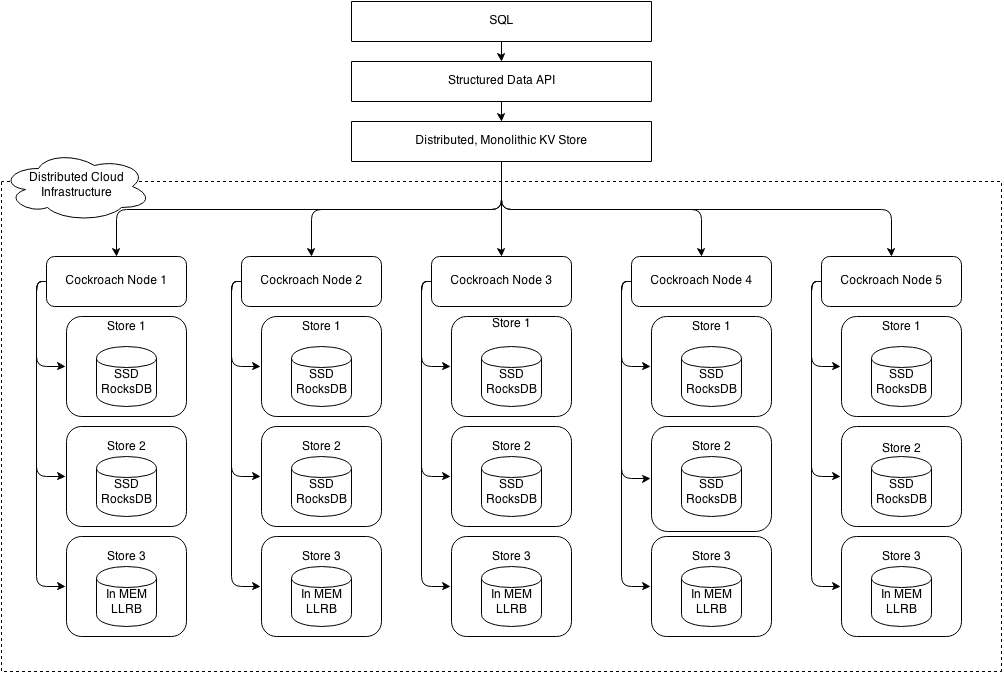 SQL
Structured Data API
Distributed, Monolithic KV Store
Distributed Cloud
Infrastructure
Cockroach Node 1
Cockroach Node 2
Cockroach Node 3
Cockroach Node 4
Cockroach Node 5
Store 1
SSD
RocksDB
Store 1
SSD
RocksDB
Store 1
SSD
RocksDB
Store 1
SSD
RocksDB
Store 1
SSD
RocksDB
Store 2
SSD
RocksDB
Store 2
SSD
RocksDB
Store 2
SSD
RocksDB
Store 2
SSD
RocksDB
Store 2
SSD
RocksDB
Store 3
In MEM
LLRB
Store 3
In MEM
LLRB
Store 3
In MEM
LLRB
Store 3
In MEM
LLRB
Store 3
In MEM
LLRB